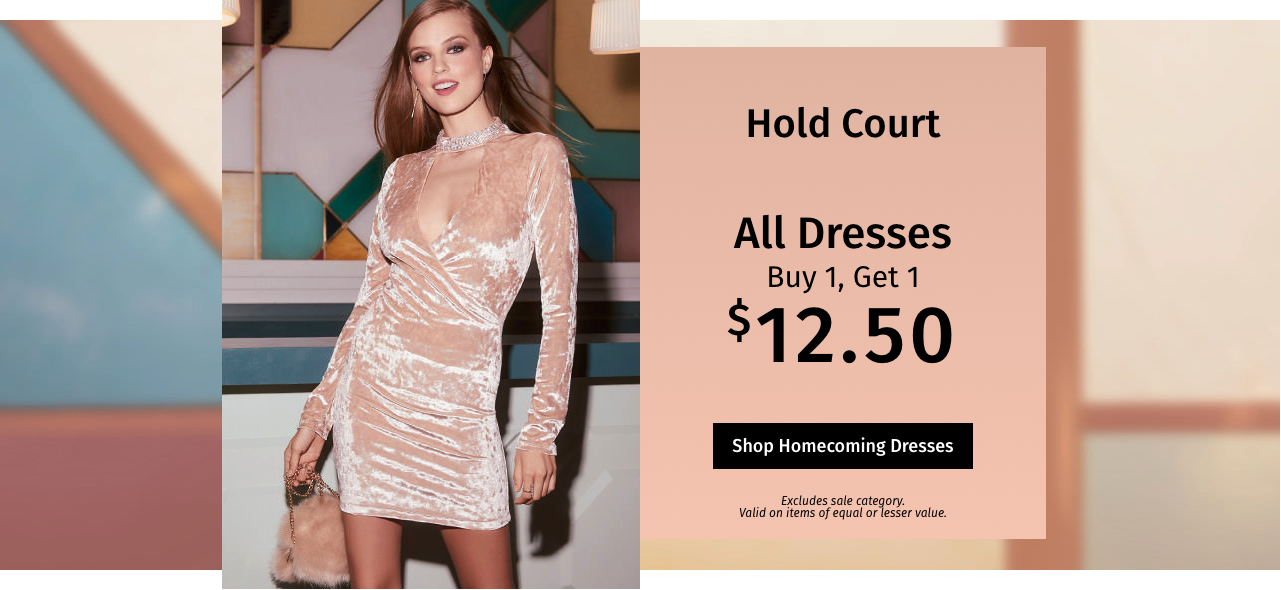 Hold Court
All Dresses
Buy 1, Get 1
$12.50
Shop Homecoming Dresses
Excludes sale category.
Valid on items of equal or lesser value.